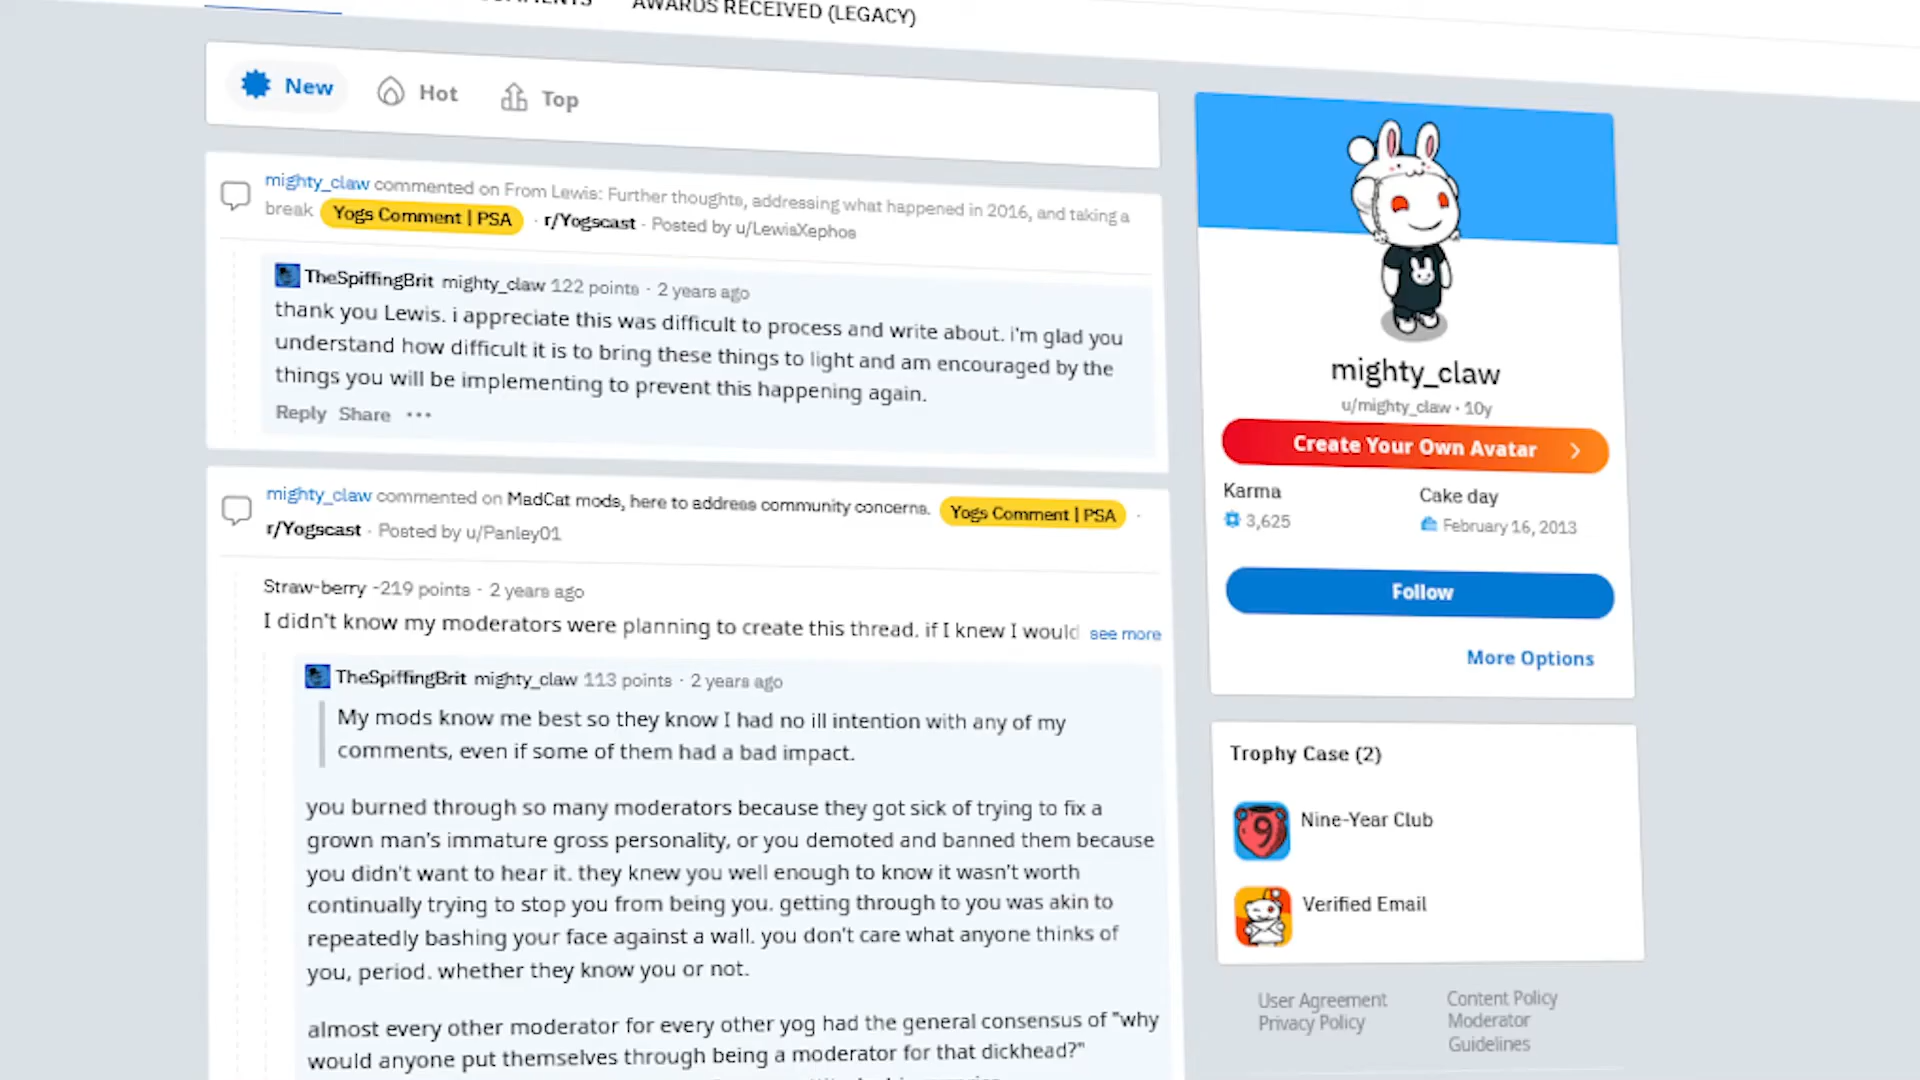 AWARDS RECEIVED (LEGACY)
New Hot Top
mighty_claw commented on From Lewis: Further thoughts, addressing what happened in 2016, and taking a
break Yogs Comment | PSA · r/Yogscast · Posted by u/LewisXephos
TheSpiffingBrit mighty_claw 122 points · 2 years ago
thank you Lewis. i appreciate this was difficult to process and write about. i'm glad you
understand how difficult it is to bring these things to light and am encouraged by the
things you will be implementing to prevent this happening again.
Reply Share ···
mighty_claw commented on MadCat mods, here to address community concerns. Yogs Comment | PSA ·
r/Yogscast · Posted by u/Panley01
Straw-berry -219 points · 2 years ago
I didn't know my moderators were planning to create this thread. if I knew I would see more
TheSpiffingBrit mighty_claw 113 points · 2 years ago
My mods know me best so they know I had no ill intention with any of my
comments, even if some of them had a bad impact.
you burned through so many moderators because they got sick of trying to fix a
grown man's immature gross personality, or you demoted and banned them because
you didn't want to hear it. they knew you well enough to know it wasn't worth
continually trying to stop you from being you. getting through to you was akin to
repeatedly bashing your face against a wall. you don't care what anyone thinks of
you, period. whether they know you or not.
almost every other moderator for every other yog had the general consensus of "why
would anyone put themselves through being a moderator for that dickhead?"
mighty_claw
u/mighty_claw · 10y
Create Your Own Avatar
Karma Cake day
3,625 February 16, 2013
Follow
More Options
Trophy Case (2)
9
Nine-Year Club
Verified Email
User Agreement Content Policy
Privacy Policy Moderator
Guidelines